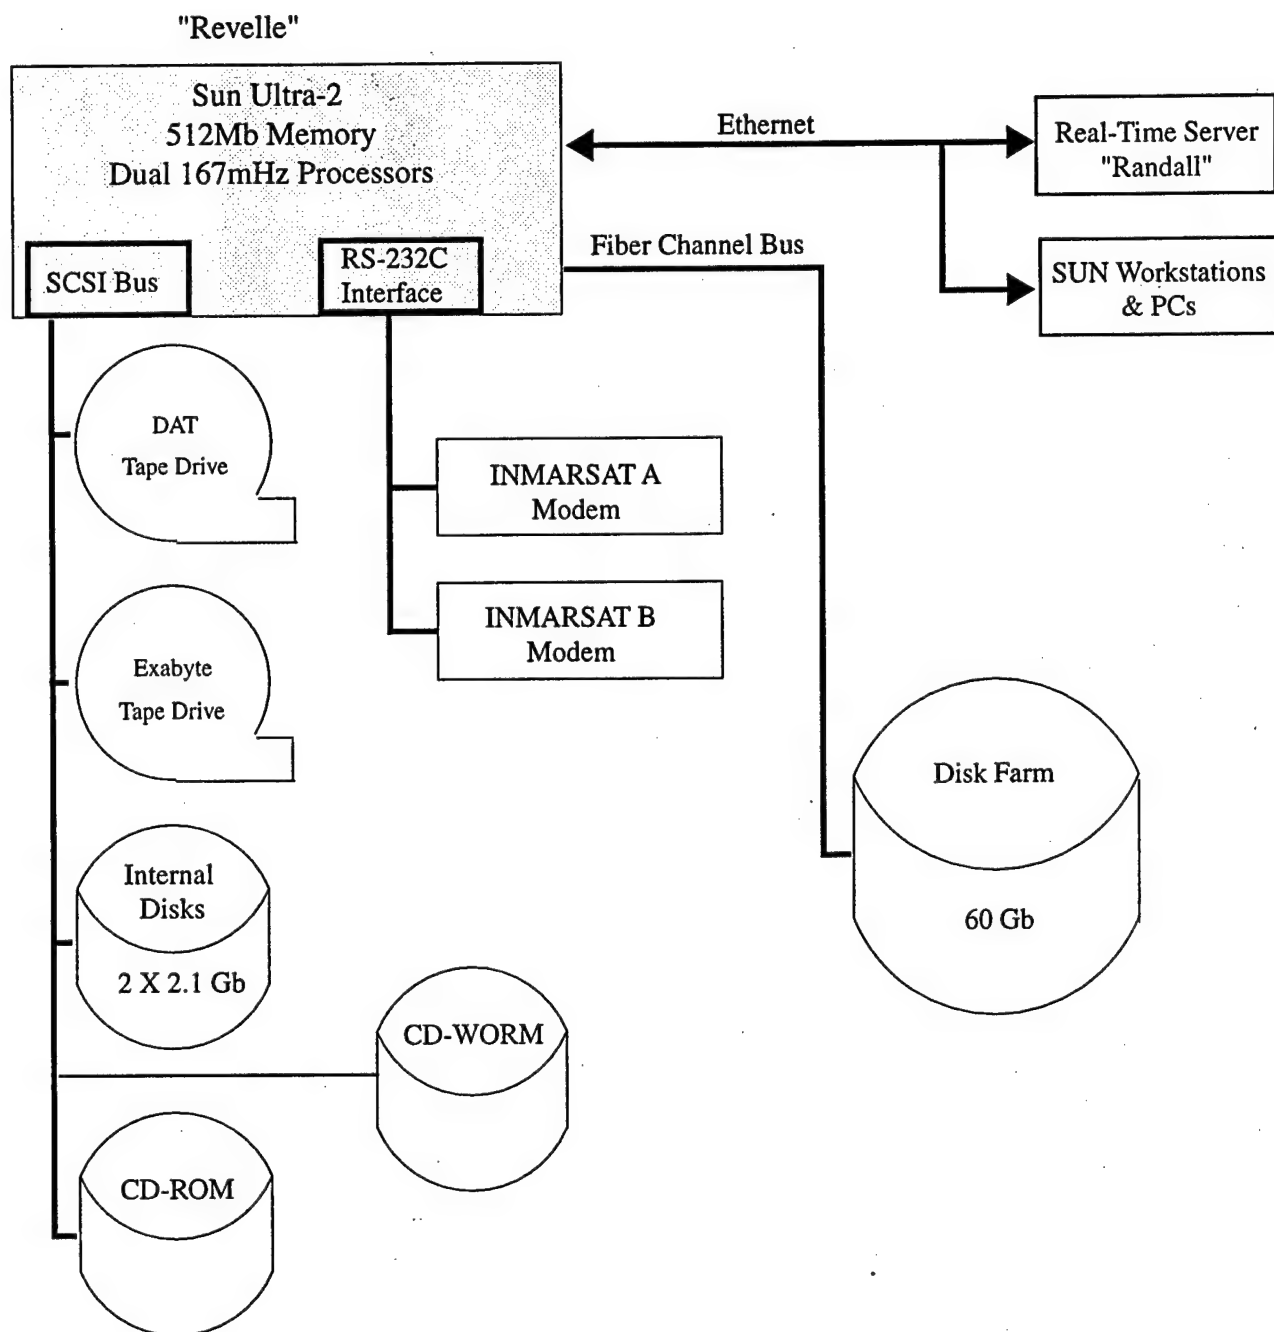 "Revelle"
Sun Ultra-2
512Mb Memory
Dual 167mHz Processors
SCSI Bus
RS-232C
Interface
Ethernet
Real-Time Server
"Randall"
Fiber Channel Bus
SUN Workstations
& PCs
DAT
Tape Drive
INMARSAT A
Modem
Exabyte
Tape Drive
INMARSAT B
Modem
Disk Farm
60 Gb
Internal
Disks
2 X 2.1 Gb
CD-WORM
CD-ROM